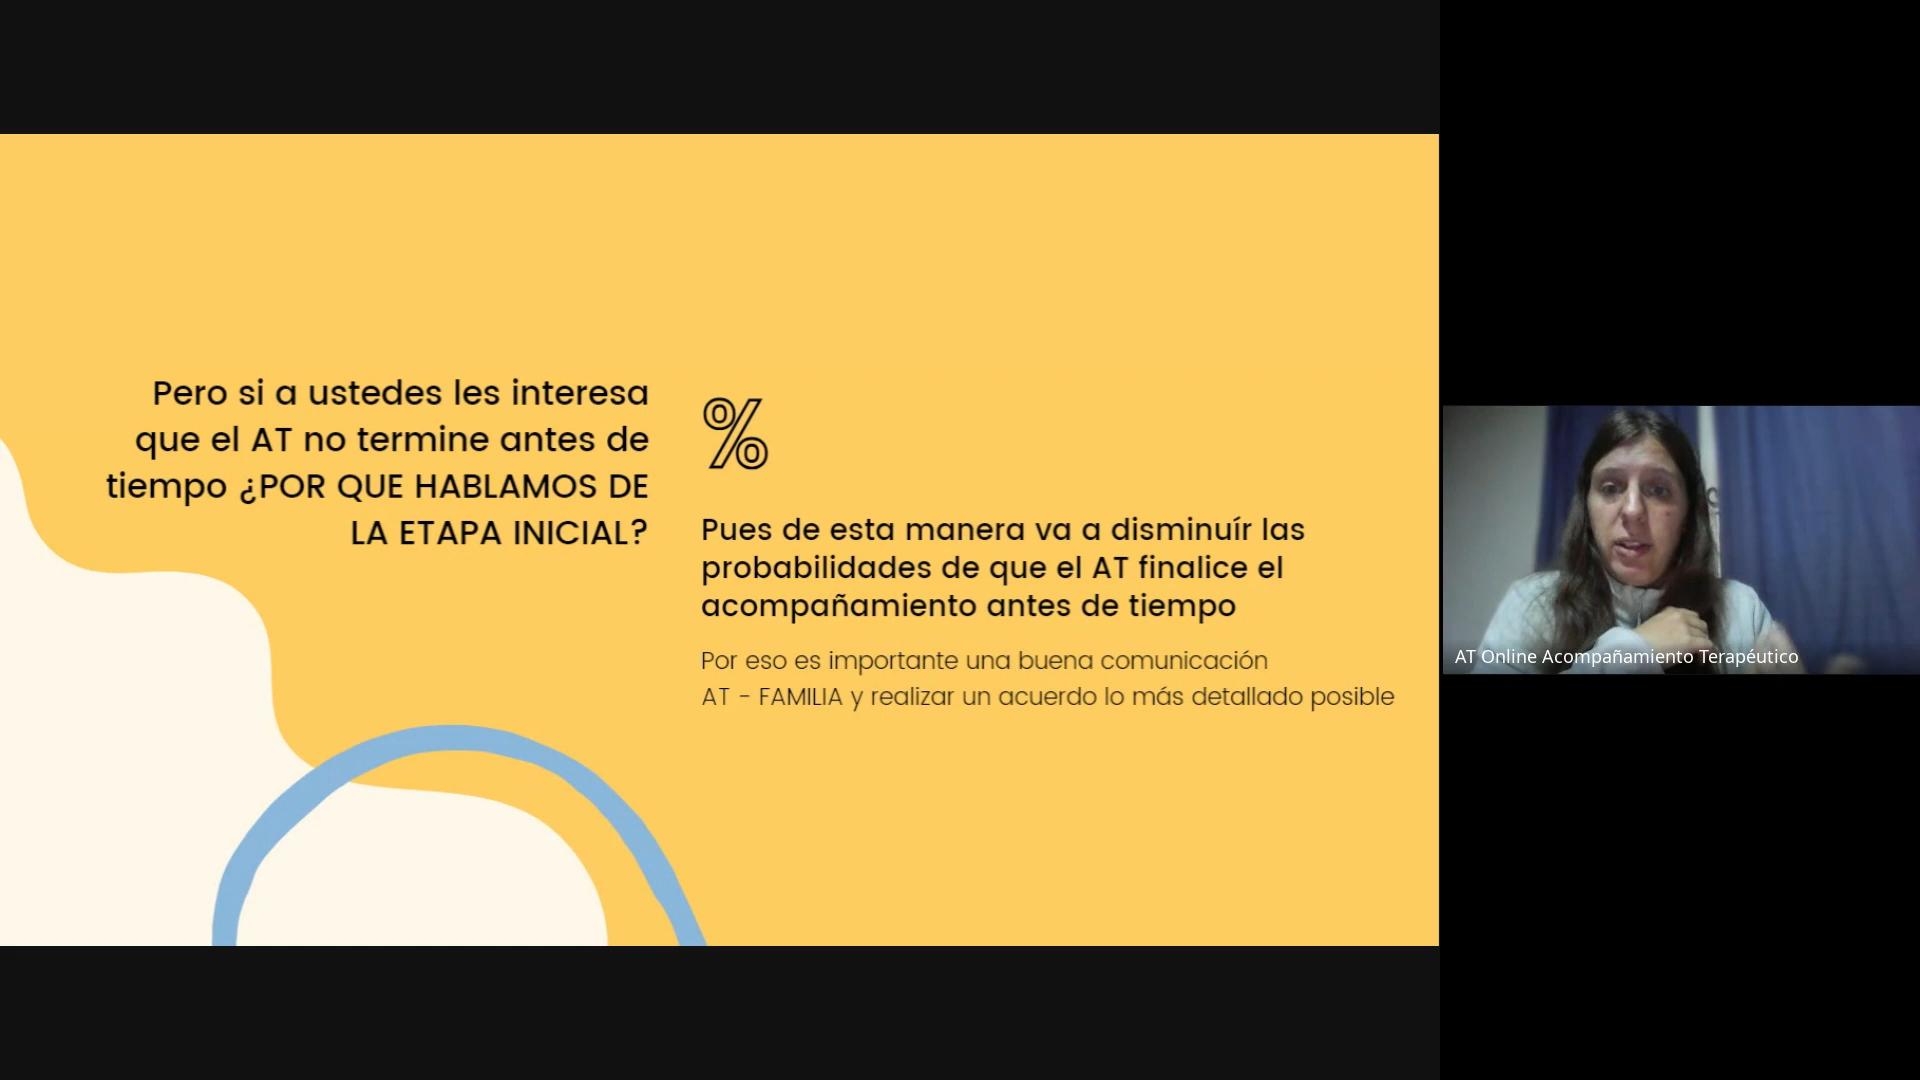 Pero si a ustedes les interesa
que el AT no termine antes de
tiempo ¿POR QUE HABLAMOS DE
LA ETAPA INICIAL?
%
Pues de esta manera va a disminuír las
probabilidades de que el AT finalice el
acompañamiento antes de tiempo
Por eso es importante una buena comunicación
AT - FAMILIA y realizar un acuerdo lo más detallado posible
AT Online Acompañamiento Terapéutico